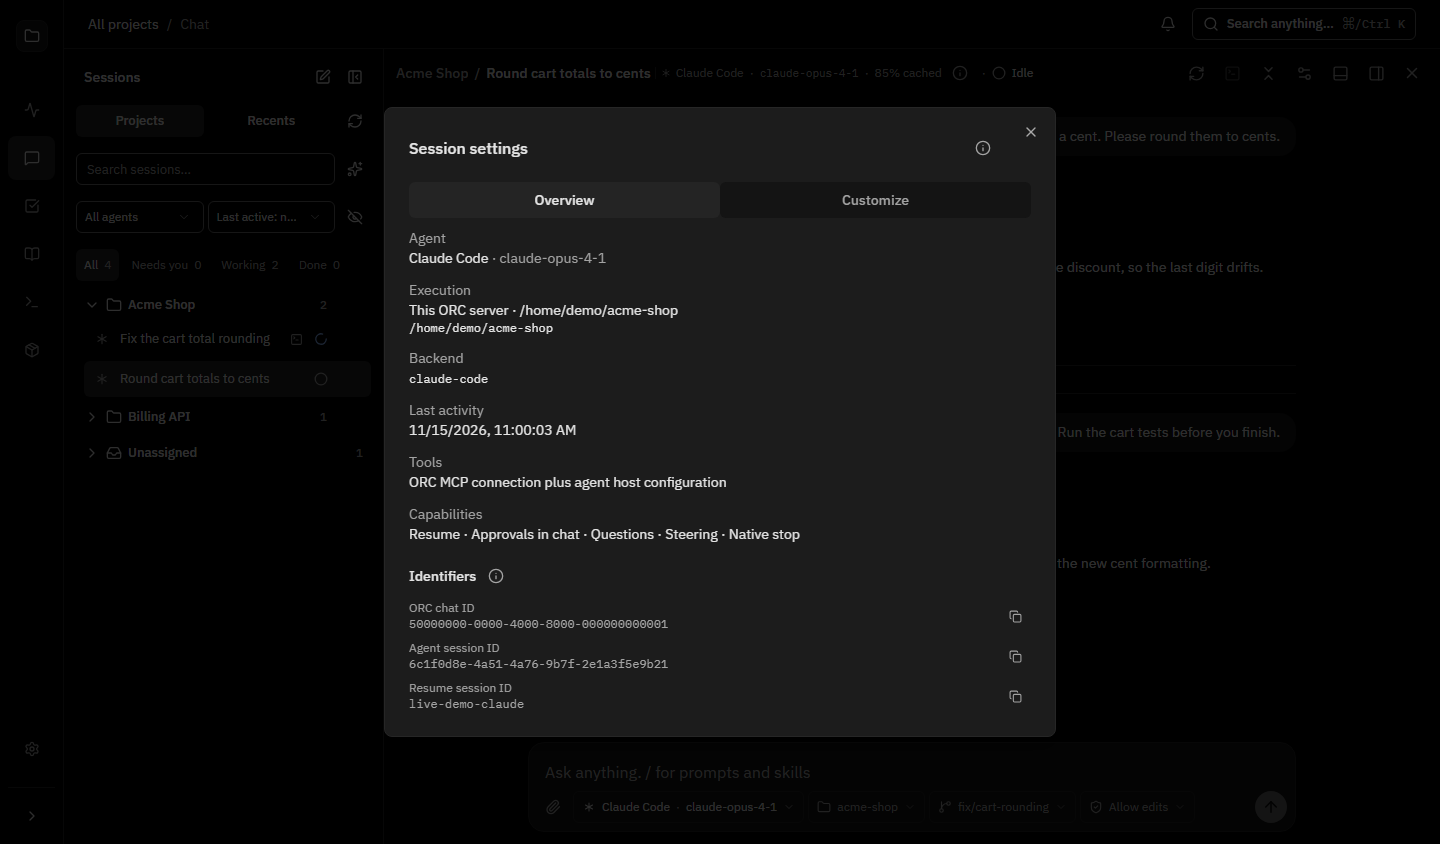 All projects / Chat
Search anything... ⌘/Ctrl K
Sessions
Acme Shop / Round cart totals to cents
Claude Code · claude-opus-4-1 · 85% cached · Idle
Projects
Recents
Search sessions...
All agents
Last active: n...
All 4
Needs you 0
Working 2
Done 0
Acme Shop 2
Fix the cart total rounding
Round cart totals to cents
Billing API 1
Unassigned 1
a cent. Please round them to cents.
e discount, so the last digit drifts.
Run the cart tests before you finish.
the new cent formatting.
Session settings
Overview
Customize
Agent
Claude Code · claude-opus-4-1
Execution
This ORC server · /home/demo/acme-shop
/home/demo/acme-shop
Backend
claude-code
Last activity
11/15/2026, 11:00:03 AM
Tools
ORC MCP connection plus agent host configuration
Capabilities
Resume · Approvals in chat · Questions · Steering · Native stop
Identifiers
ORC chat ID
50000000-0000-4000-8000-000000000001
Agent session ID
6c1f0d8e-4a51-4a76-9b7f-2e1a3f5e9b21
Resume session ID
live-demo-claude
Ask anything. / for prompts and skills
Claude Code · claude-opus-4-1
acme-shop
fix/cart-rounding
Allow edits